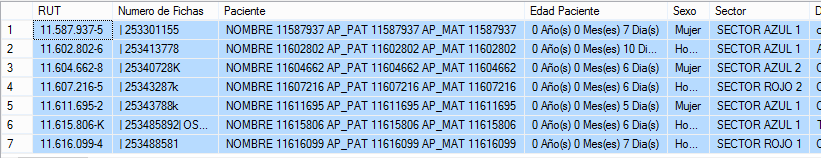 RUT Numero de Fichas Paciente Edad Paciente Sexo Sector
1 11.587.937-5 | 253301155 NOMBRE 11587937 AP_PAT 11587937 AP_MAT 11587937 0 Año(s) 0 Mes(es) 7 Dia(s) Mujer SECTOR AZUL 1
2 11.602.802-6 | 253413778 NOMBRE 11602802 AP_PAT 11602802 AP_MAT 11602802 0 Año(s) 0 Mes(es) 10 Di... Ho... SECTOR AZUL 1
3 11.604.662-8 | 25340728K NOMBRE 11604662 AP_PAT 11604662 AP_MAT 11604662 0 Año(s) 0 Mes(es) 6 Dia(s) Mujer SECTOR AZUL 2
4 11.607.216-5 | 25343287k NOMBRE 11607216 AP_PAT 11607216 AP_MAT 11607216 0 Año(s) 0 Mes(es) 6 Dia(s) Ho... SECTOR ROJO 2
5 11.611.695-2 | 25343788k NOMBRE 11611695 AP_PAT 11611695 AP_MAT 11611695 0 Año(s) 0 Mes(es) 5 Dia(s) Mujer SECTOR AZUL 1
6 11.615.806-K | 253485892| OS... NOMBRE 11615806 AP_PAT 11615806 AP_MAT 11615806 0 Año(s) 0 Mes(es) 6 Dia(s) Ho... SECTOR AZUL 1
7 11.616.099-4 | 253488581 NOMBRE 11616099 AP_PAT 11616099 AP_MAT 11616099 0 Año(s) 0 Mes(es) 7 Dia(s) Ho... SECTOR ROJO 1